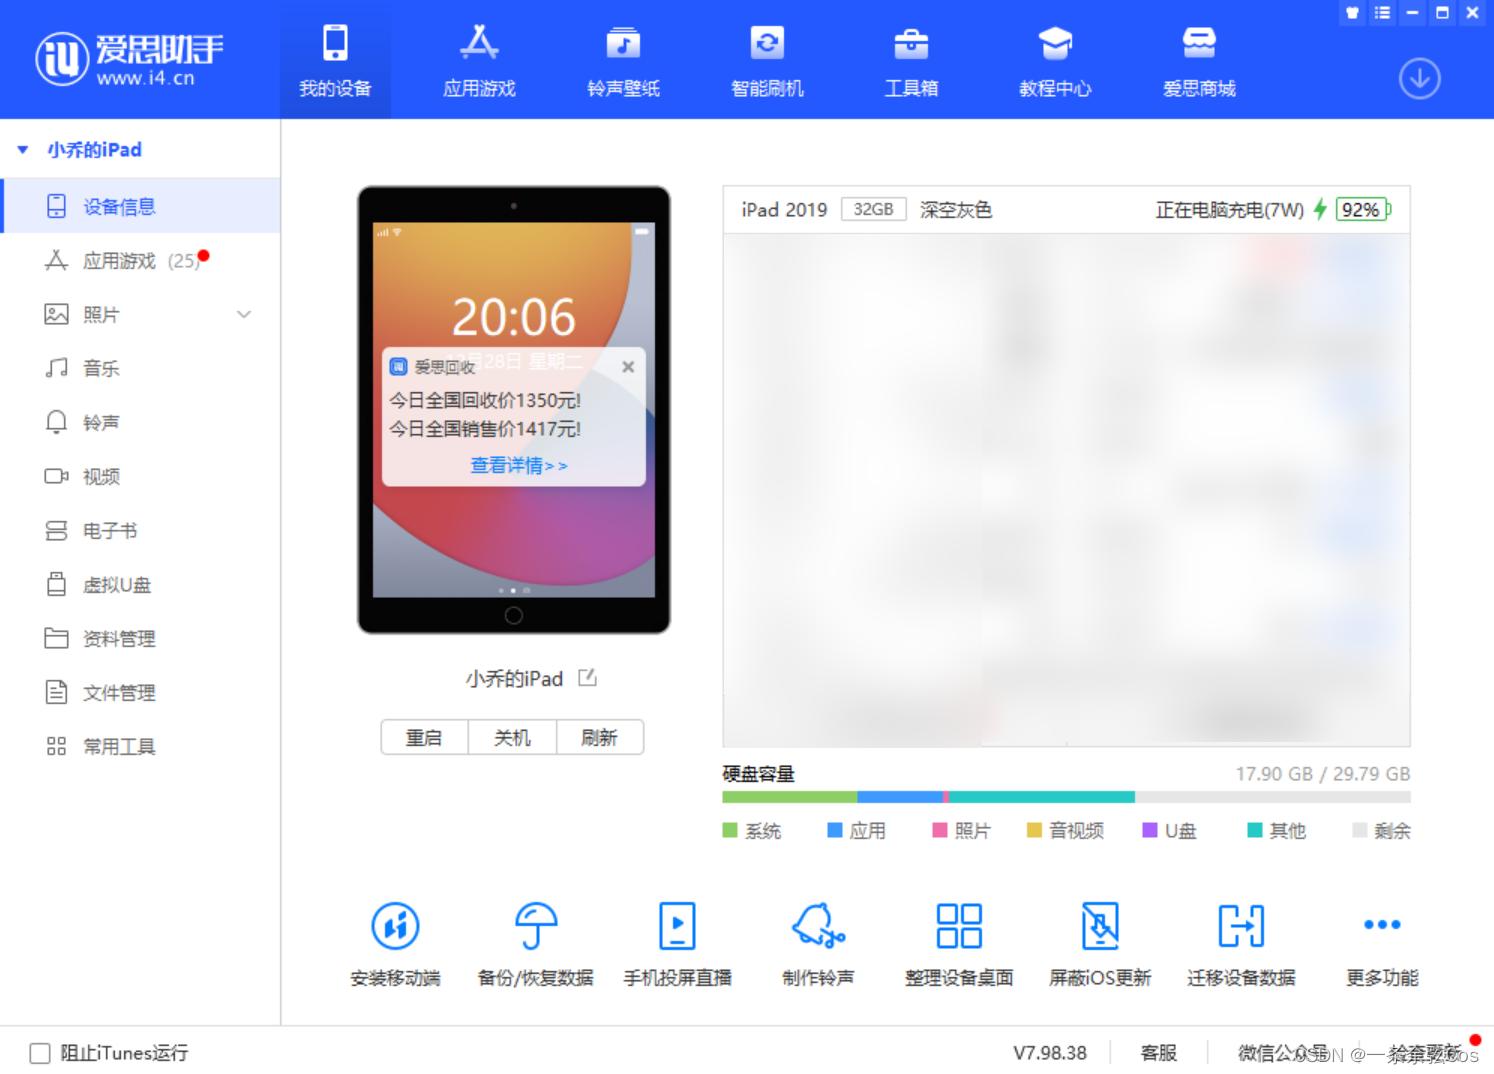 爱思助手
www.i4.cn
我的设备
应用游戏
铃声壁纸
智能刷机
工具箱
教程中心
爱思商城
小乔的iPad
设备信息
应用游戏 (25)
照片
音乐
铃声
视频
电子书
虚拟U盘
资料管理
文件管理
常用工具
20:06
月28日 星期二
爱思回收
今日全国回收价1350元!
今日全国销售价1417元!
查看详情>>
小乔的iPad
重启 关机 刷新
iPad 2019 32GB 深空灰色 正在电脑充电(7W) 92%
硬盘容量 17.90 GB / 29.79 GB
系统 应用 照片 音视频 U盘 其他 剩余
安装移动端
备份/恢复数据
手机投屏直播
制作铃声
整理设备桌面
屏蔽iOS更新
迁移设备数据
更多功能
阻止iTunes运行
V7.98.38 客服 微信公众号 检查更新